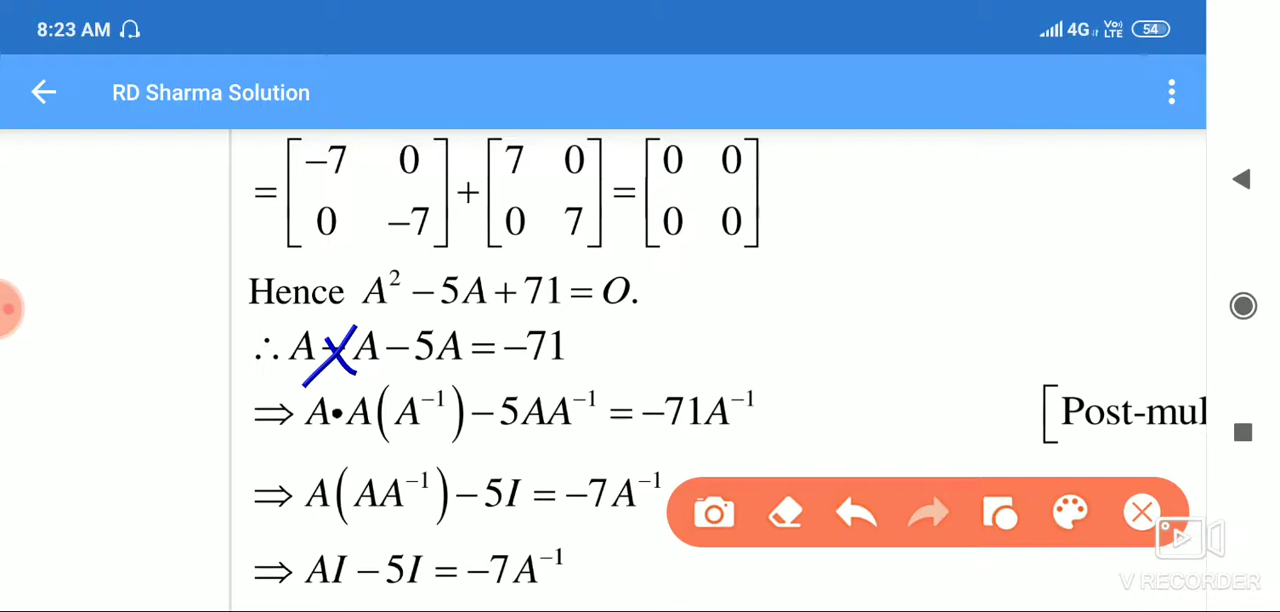 8:23 AM 4G Vo)) LTE 54
RD Sharma Solution
= [−7 0 0 −7] + [7 0 0 7] = [0 0 0 0]
Hence A² − 5A + 71 = O.
∴ A − A − 5A = −71
⇒ A•A(A⁻¹) − 5AA⁻¹ = −71A⁻¹ [Post-mul
⇒ A(AA⁻¹) − 5I = −7A⁻¹
⇒ AI − 5I = −7A⁻¹
V RECORDER